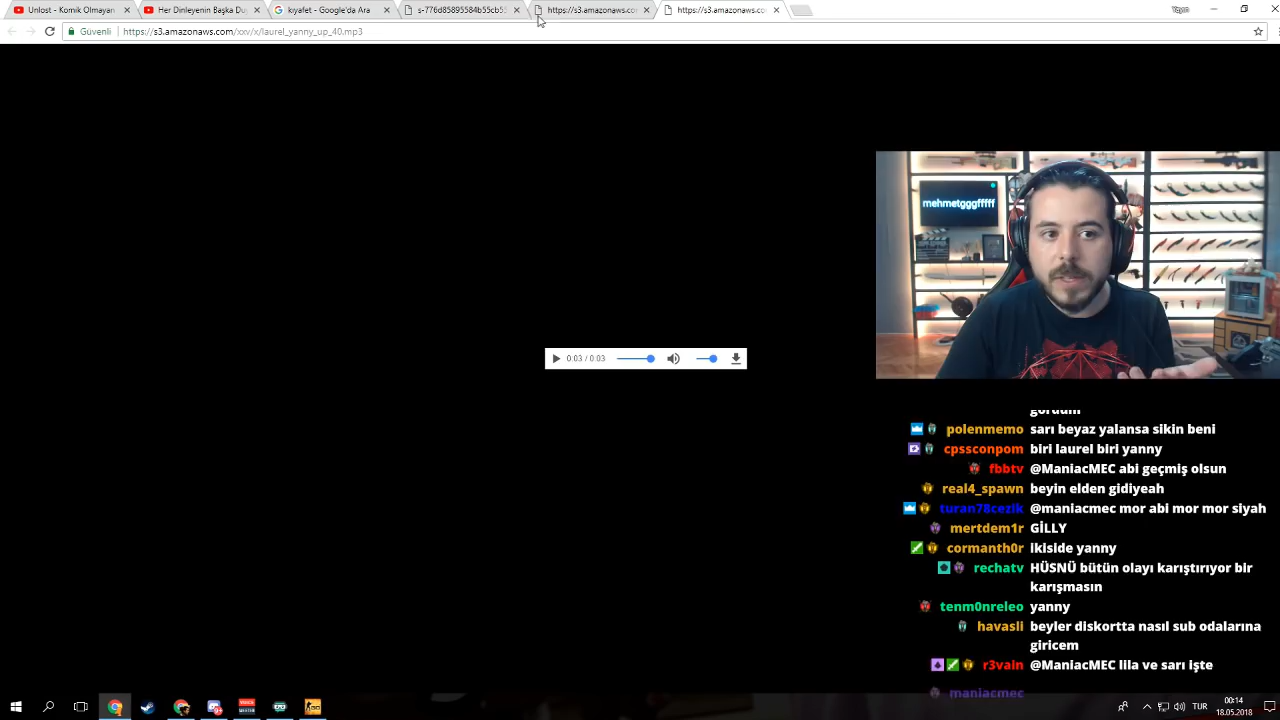 Unlost - Komik Olmayan
Her Dinleyenin Başka Du
kıyafet - Google'da Ara
s-776d85895584b55cb5
https://s3.amazonaws.co
https://s3.amazonaws.co
Yayın
Güvenli
https://s3.amazonaws.com/xxv/x/laurel_yanny_up_40.mp3
mehmetgggfffff
0:03 / 0:03
polenmemo sarı beyaz yalansa sikin beni
cpssconpom biri laurel biri yanny
fbbtv @ManiacMEC abi geçmiş olsun
real4_spawn beyin elden gidiyeah
turan78cezik @maniacmec mor abi mor mor siyah
mertdem1r GİLLY
cormanth0r ikiside yanny
rechatv HÜSNÜ bütün olayı karıştırıyor bir
karışmasın
tenm0nreleo yanny
havasli beyler diskortta nasıl sub odalarına
giricem
r3valn @ManiacMEC lila ve sarı işte
maniacmec
TUR
00:14
18.05.2018